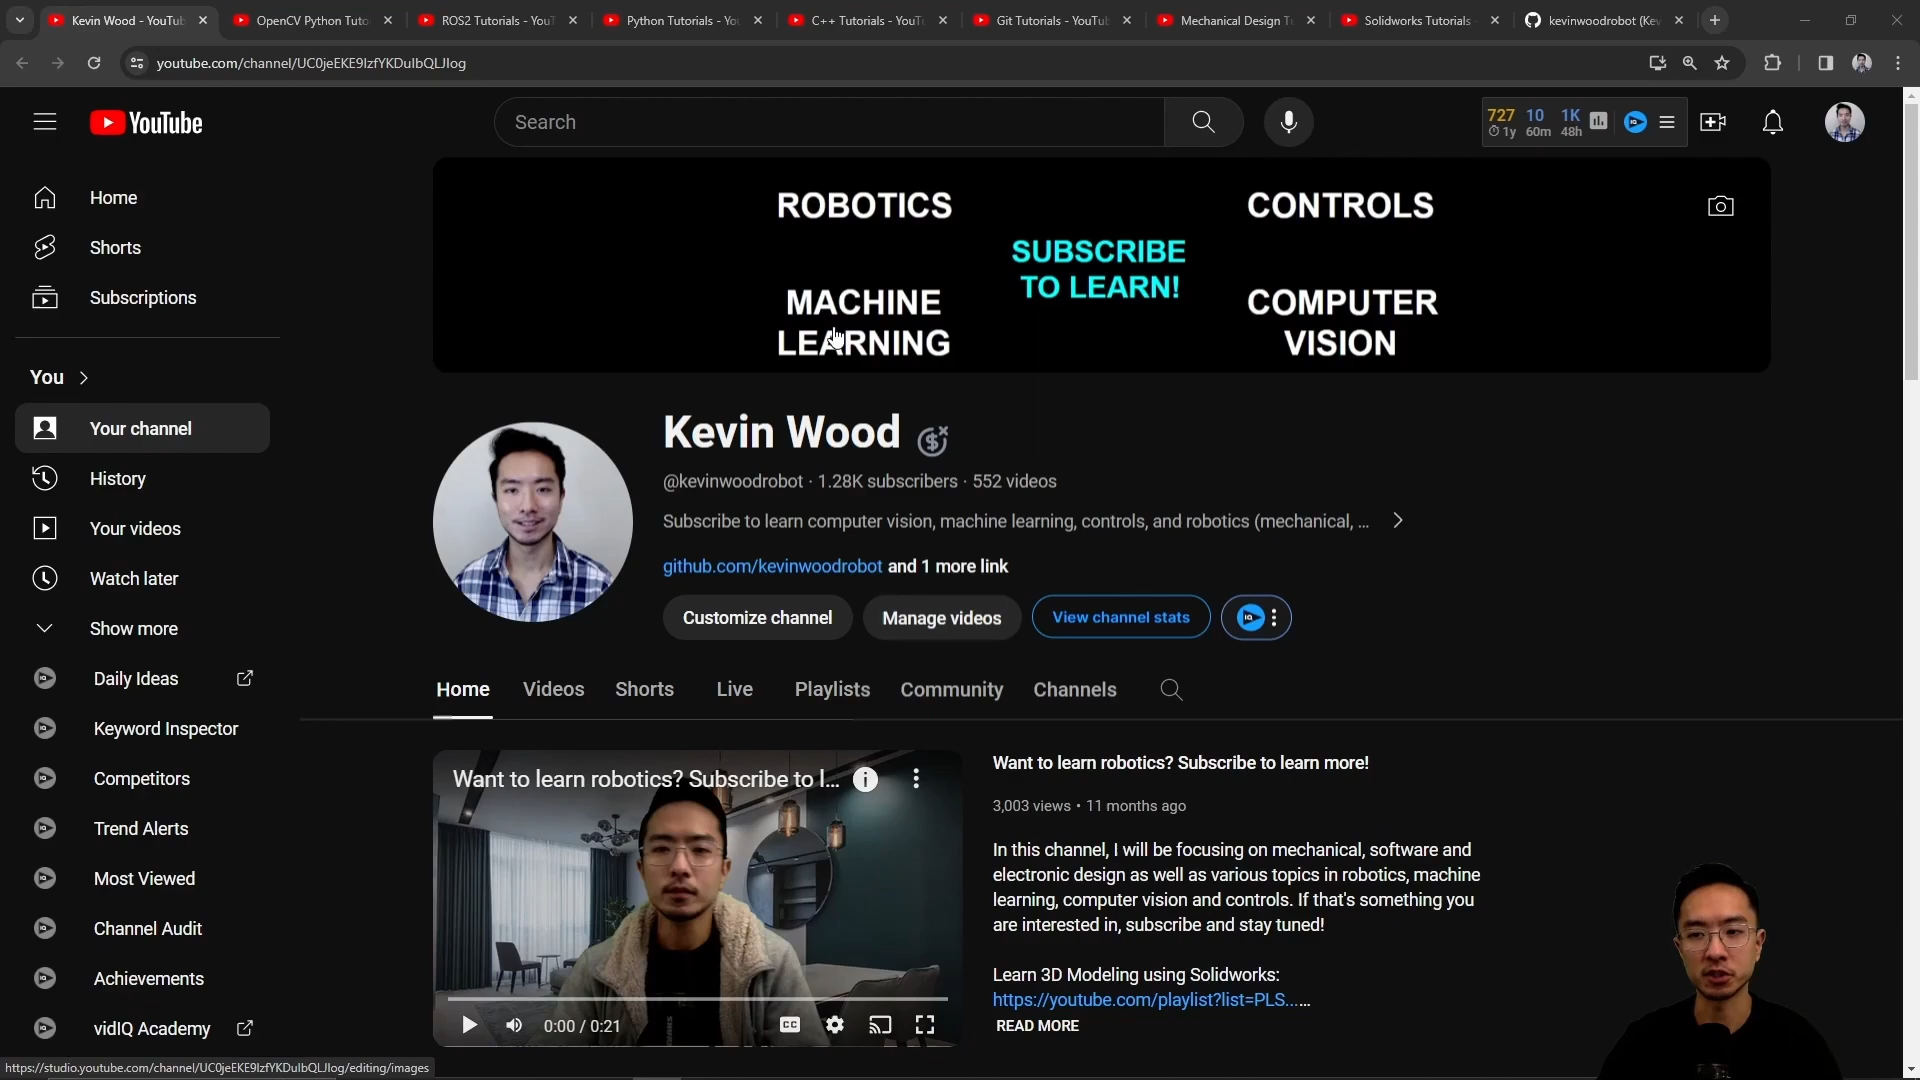 Kevin Wood - YouTub
OpenCV Python Tuto
ROS2 Tutorials - YouT
Python Tutorials - Yo
C++ Tutorials - YouTu
Git Tutorials - YouTub
Mechanical Design T
Solidworks Tutorials -
kevinwoodrobot (Kev
youtube.com/channel/UC0jeEKE9IzfYKDulbQLJlog
YouTube
Search
727 10 1K
1y 60m 48h
ROBOTICS
CONTROLS
SUBSCRIBE
TO LEARN!
MACHINE
LEARNING
COMPUTER
VISION
Home
Shorts
Subscriptions
You
Your channel
History
Your videos
Watch later
Show more
Daily Ideas
Keyword Inspector
Competitors
Trend Alerts
Most Viewed
Channel Audit
Achievements
vidIQ Academy
Kevin Wood
@kevinwoodrobot · 1.28K subscribers · 552 videos
Subscribe to learn computer vision, machine learning, controls, and robotics (mechanical, ...
github.com/kevinwoodrobot and 1 more link
Customize channel
Manage videos
View channel stats
Home
Videos
Shorts
Live
Playlists
Community
Channels
Want to learn robotics? Subscribe to l...
0:00 / 0:21
CC
Want to learn robotics? Subscribe to learn more!
3,003 views • 11 months ago
In this channel, I will be focusing on mechanical, software and
electronic design as well as various topics in robotics, machine
learning, computer vision and controls. If that's something you
are interested in, subscribe and stay tuned!
Learn 3D Modeling using Solidworks:
https://youtube.com/playlist?list=PLS...…
READ MORE
https://studio.youtube.com/channel/UC0jeEKE9IzfYKDulbQLJlog/editing/images